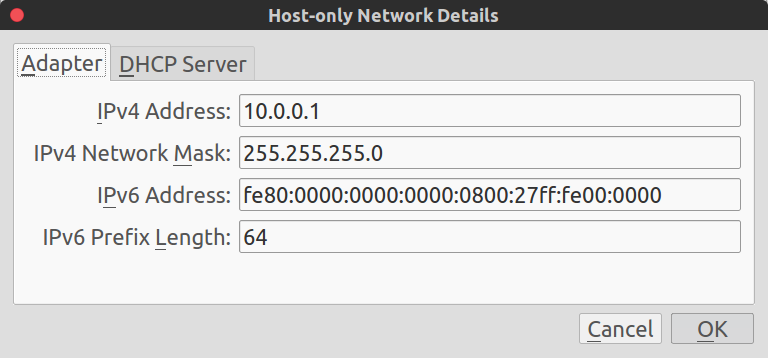 Host-only Network Details
Adapter DHCP Server
IPv4 Address: 10.0.0.1
IPv4 Network Mask: 255.255.255.0
IPv6 Address: fe80:0000:0000:0000:0800:27ff:fe00:0000
IPv6 Prefix Length: 64
Cancel OK